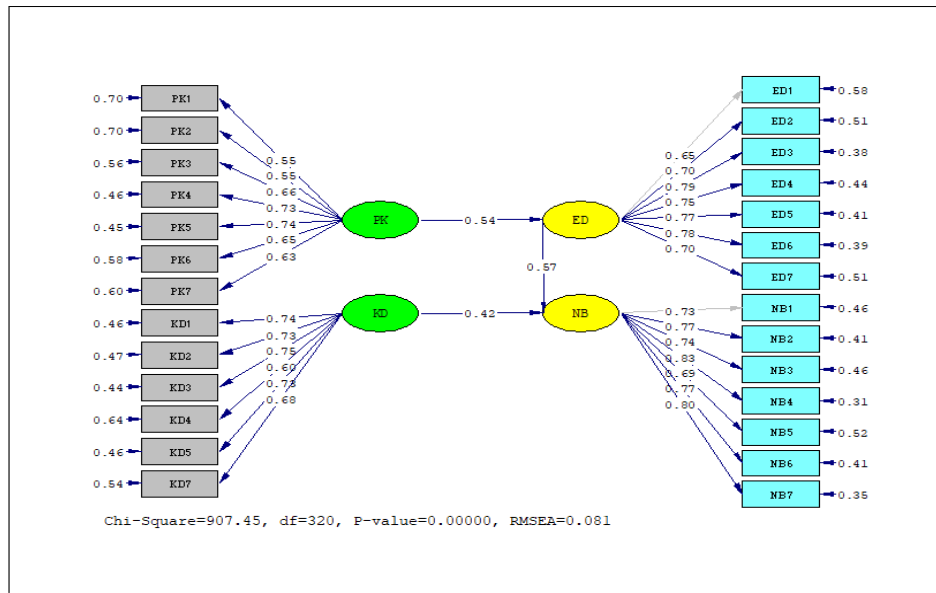 0.70 PK1
0.70 PK2
0.56 PK3
0.46 PK4
0.45 PK5
0.58 PK6
0.60 PK7
0.46 KD1
0.47 KD2
0.44 KD3
0.64 KD4
0.46 KD5
0.54 KD7
0.55
0.55
0.66
0.73
0.74
0.65
0.63
0.74
0.73
0.75
0.60
0.73
0.68
PK 0.54 ED
0.57
KD 0.42 NB
0.65
0.70
0.79
0.75
0.77
0.78
0.70
0.73
0.77
0.74
0.83
0.69
0.77
0.80
ED1 0.58
ED2 0.51
ED3 0.38
ED4 0.44
ED5 0.41
ED6 0.39
ED7 0.51
NB1 0.46
NB2 0.41
NB3 0.46
NB4 0.31
NB5 0.52
NB6 0.41
NB7 0.35
Chi-Square=907.45, df=320, P-value=0.00000, RMSEA=0.081